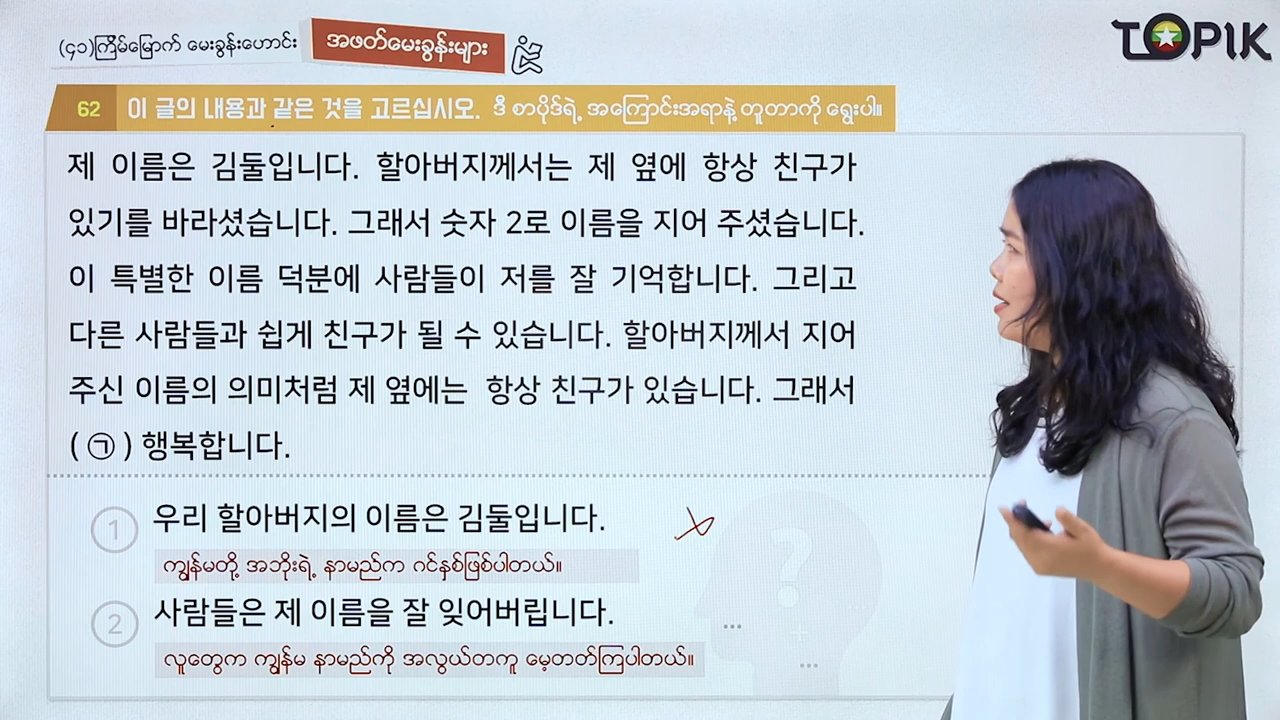 (၄၁)ကြိမ်မြောက် မေးခွန်းဟောင်း
အဖတ်မေးခွန်းများ
TOPIK
62 이 글의 내용과 같은 것을 고르십시오. ဒီ စာပိုဒ်ရဲ့ အကြောင်းအရာနဲ့ တူတာကို ရွေးပါ။
제 이름은 김둘입니다. 할아버지께서는 제 옆에 항상 친구가
있기를 바라셨습니다. 그래서 숫자 2로 이름을 지어 주셨습니다.
이 특별한 이름 덕분에 사람들이 저를 잘 기억합니다. 그리고
다른 사람들과 쉽게 친구가 될 수 있습니다. 할아버지께서 지어
주신 이름의 의미처럼 제 옆에는 항상 친구가 있습니다. 그래서
( ㉠ ) 행복합니다.
1 우리 할아버지의 이름은 김둘입니다.
ကျွန်မတို့ အဘိုးရဲ့ နာမည်က ဂင်နှစ်ဖြစ်ပါတယ်။
2 사람들은 제 이름을 잘 잊어버립니다.
လူတွေက ကျွန်မ နာမည်ကို အလွယ်တကူ မေ့တတ်ကြပါတယ်။